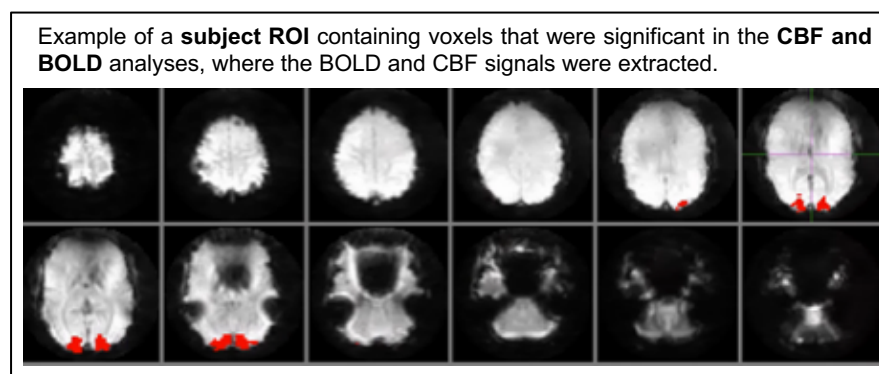 Example of a subject ROI containing voxels that were significant in the CBF and
BOLD analyses, where the BOLD and CBF signals were extracted.